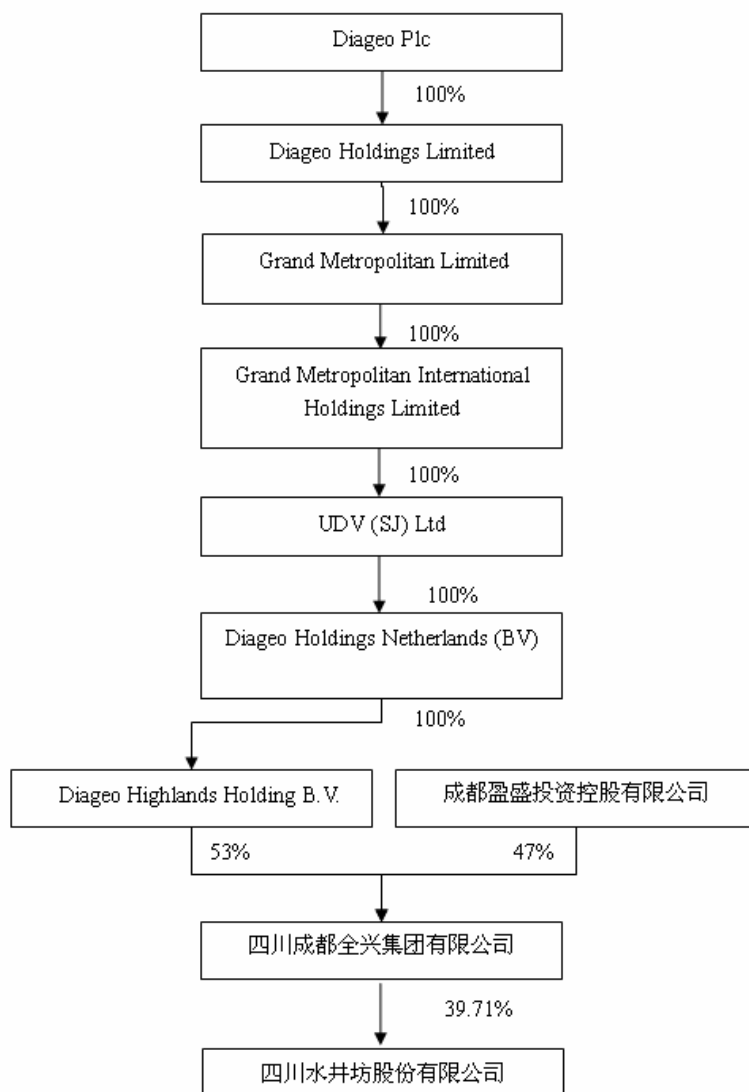 Diageo Plc
100%
Diageo Holdings Limited
100%
Grand Metropolitan Limited
100%
Grand Metropolitan International
Holdings Limited
100%
UDV (SJ) Ltd
100%
Diageo Holdings Netherlands (BV)
100%
Diageo Highlands Holding B.V.
成都盈盛投资控股有限公司
53%
47%
四川成都全兴集团有限公司
39.71%
四川水井坊股份有限公司